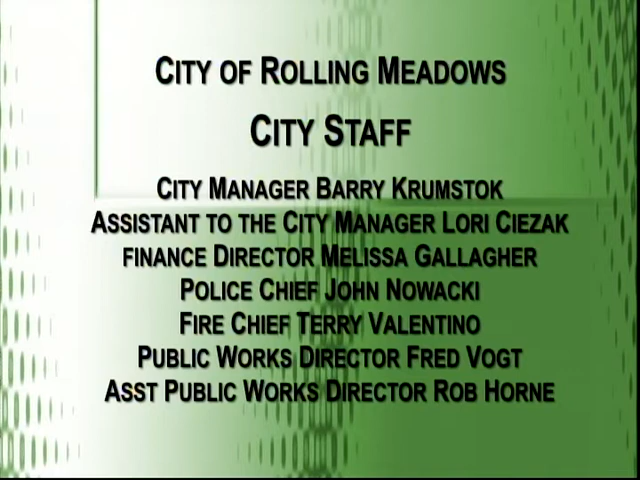 CITY OF ROLLING MEADOWS
CITY STAFF
CITY MANAGER BARRY KRUMSTOK
ASSISTANT TO THE CITY MANAGER LORI CIEZAK
FINANCE DIRECTOR MELISSA GALLAGHER
POLICE CHIEF JOHN NOWACKI
FIRE CHIEF TERRY VALENTINO
PUBLIC WORKS DIRECTOR FRED VOGT
ASST PUBLIC WORKS DIRECTOR ROB HORNE